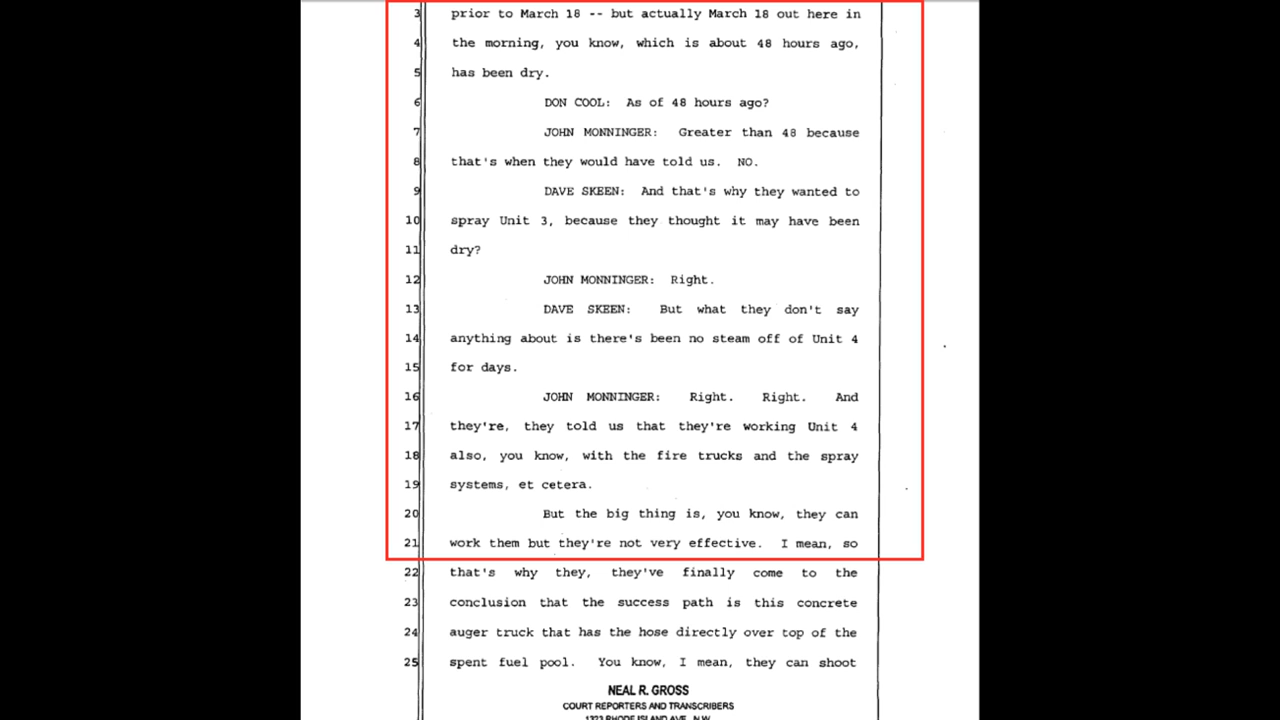 3 prior to March 18 -- but actually March 18 out here in
4 the morning, you know, which is about 48 hours ago,
5 has been dry.
6 DON COOL: As of 48 hours ago?
7 JOHN MONNINGER: Greater than 48 because
8 that's when they would have told us. NO.
9 DAVE SKEEN: And that's why they wanted to
10 spray Unit 3, because they thought it may have been
11 dry?
12 JOHN MONNINGER: Right.
13 DAVE SKEEN: But what they don't say
14 anything about is there's been no steam off of Unit 4
15 for days.
16 JOHN MONNINGER: Right. Right. And
17 they're, they told us that they're working Unit 4
18 also, you know, with the fire trucks and the spray
19 systems, et cetera.
20 But the big thing is, you know, they can
21 work them but they're not very effective. I mean, so
22 that's why they, they've finally come to the
23 conclusion that the success path is this concrete
24 auger truck that has the hose directly over top of the
25 spent fuel pool. You know, I mean, they can shoot
NEAL R. GROSS
COURT REPORTERS AND TRANSCRIBERS
1323 RHODE ISLAND AVE., N.W.